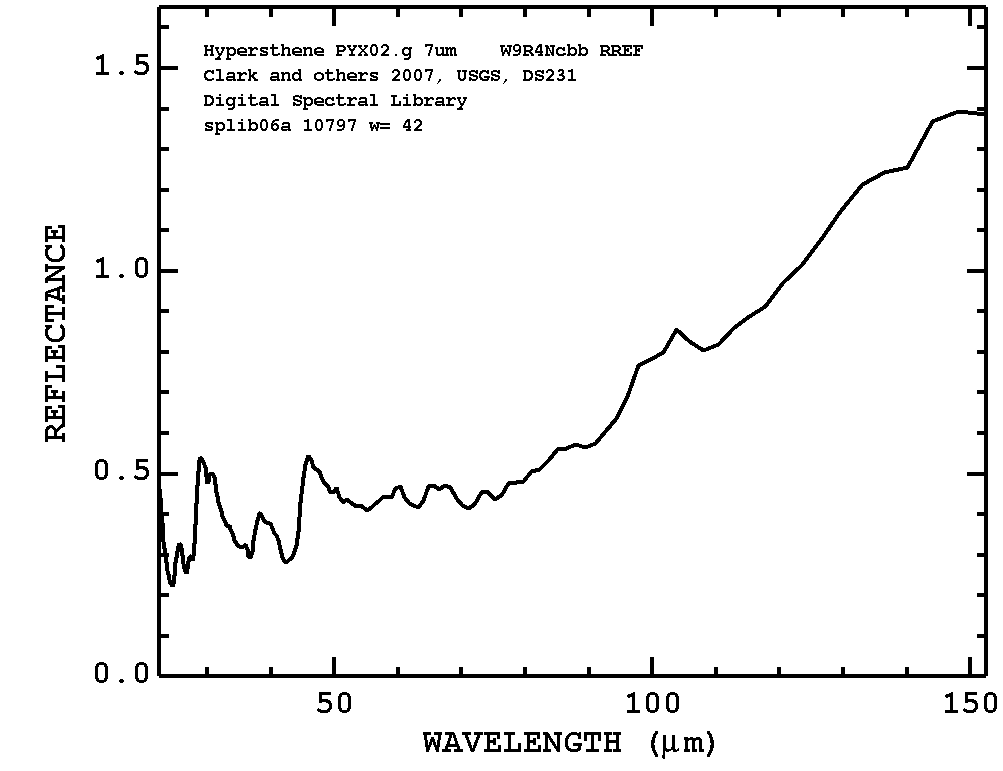 Hypersthene PYX02.g 7um W9R4Ncbb RREF
Clark and others 2007, USGS, DS231
Digital Spectral Library
splib06a 10797 w= 42
1.5
1.0
0.5
0.0
REFLECTANCE
50 100 150
WAVELENGTH (μm)